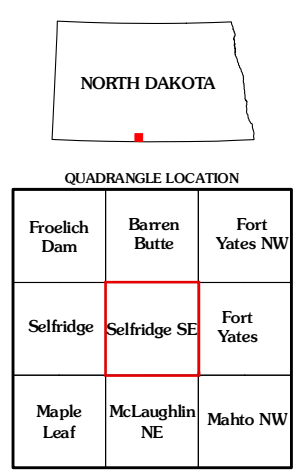 NORTH DAKOTA
QUADRANGLE LOCATION
Froelich
Dam
Barren
Butte
Fort
Yates NW
Selfridge
Selfridge SE
Fort
Yates
Maple
Leaf
McLaughlin
NE
Mahto NW